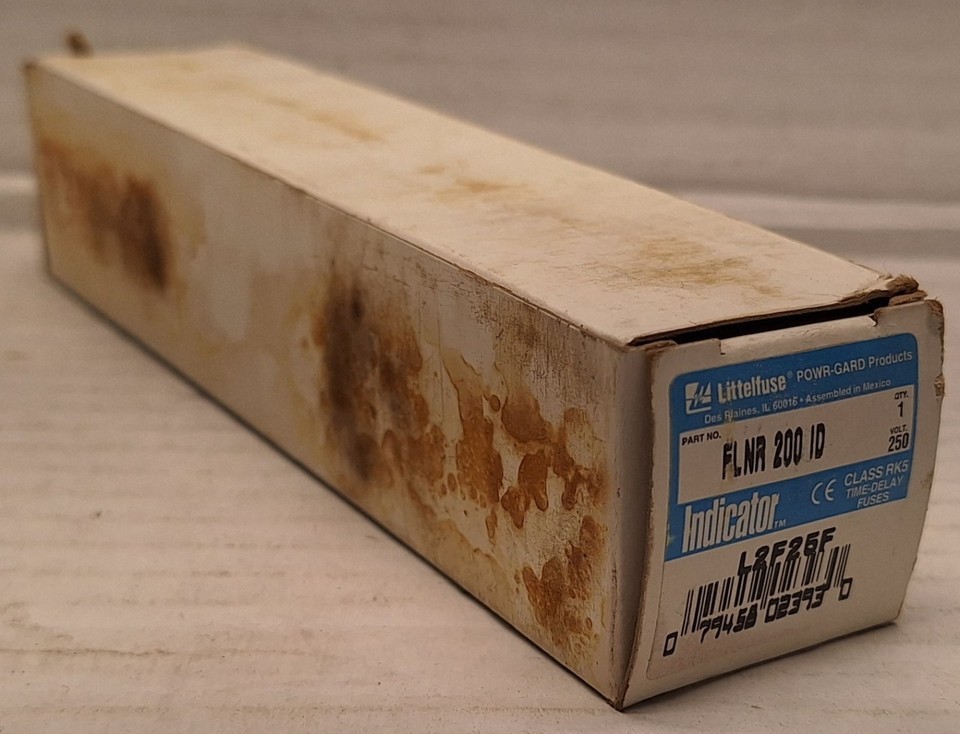 Littelfuse® POWR-GARD Products
Des Plaines, IL 60016 • Assembled in Mexico
PART NO.
FLNR 200 ID
QTY.
1
VOLT.
250
Indicator™
CE
CLASS RK5
TIME-DELAY
FUSES
L2F25F
0 79458 02393 0